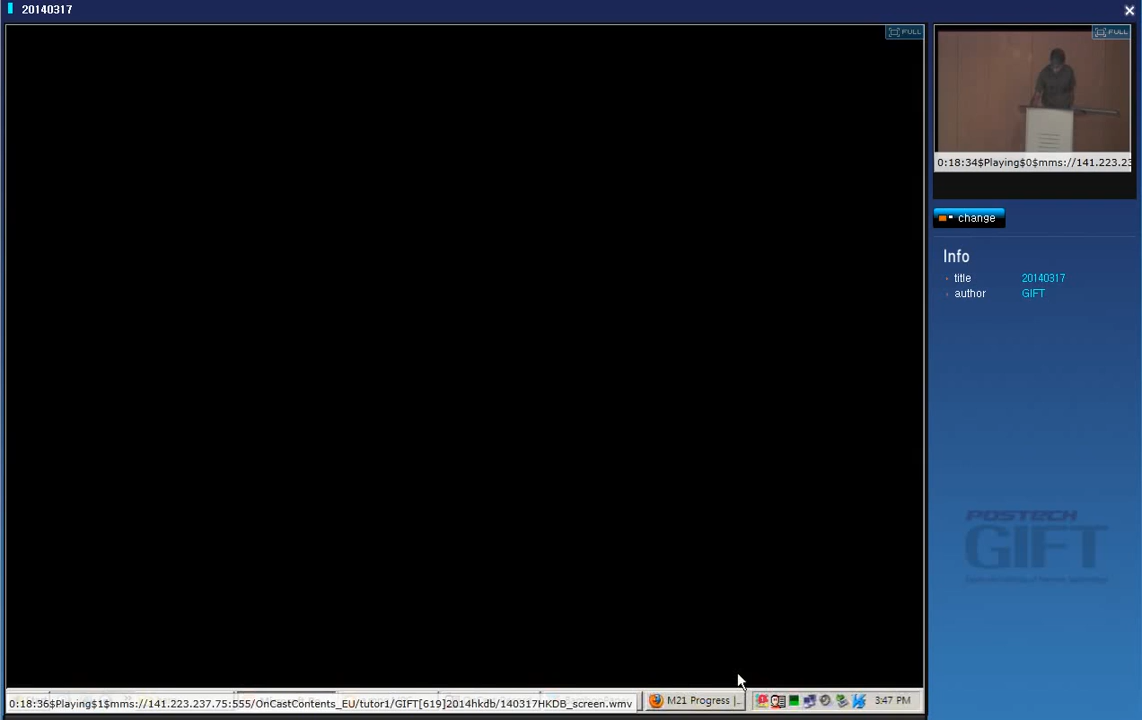 20140317
FULL
FULL
0:18:34$Playing$0$mms://141.223.23
change
Info
title 20140317
author GIFT
POSTECH
GIFT
0:18:36$Playing$1$mms://141.223.237.75:555/OnCastContents_EU/tutor1/GIFT[619]2014hkdb/140317HKDB_screen.wmv
M21 Progress |..
3:47 PM